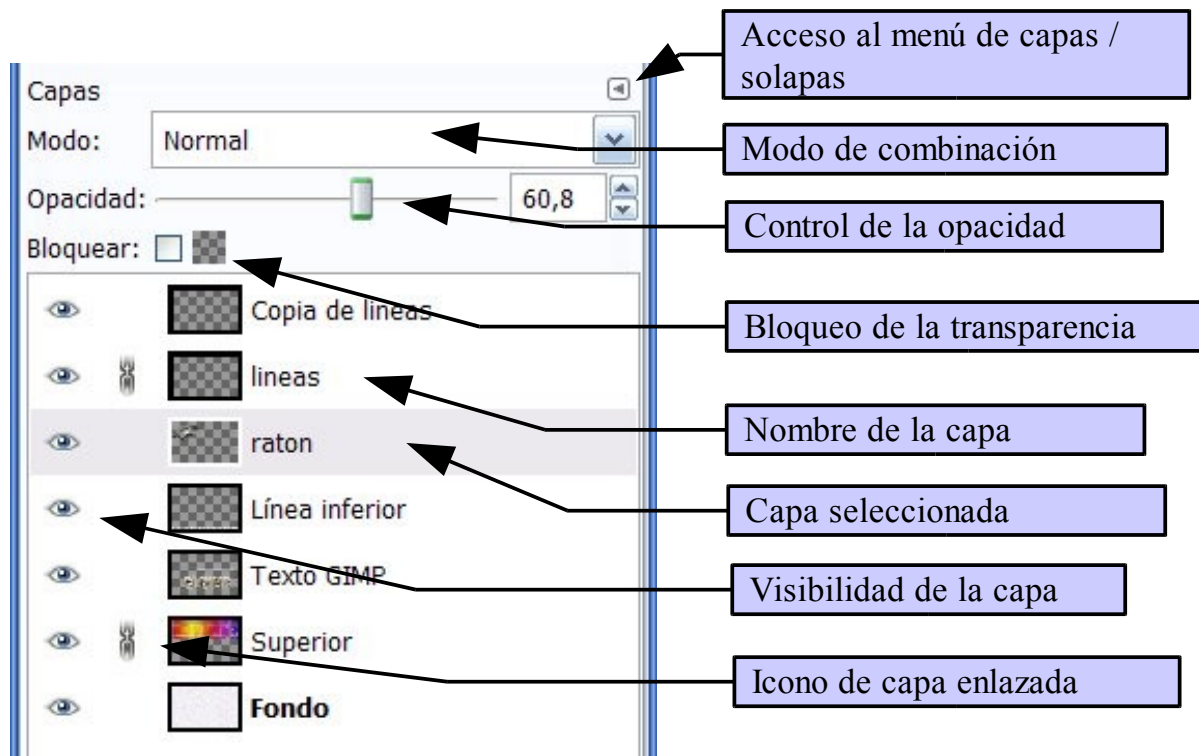 Acceso al menú de capas /
solapas
Capas
Modo: Normal
Modo de combinación
Opacidad: 60,8
Control de la opacidad
Bloquear:
Copia de lineas
Bloqueo de la transparencia
lineas
Nombre de la capa
raton
Línea inferior
Capa seleccionada
Texto GIMP
Visibilidad de la capa
Superior
Icono de capa enlazada
Fondo